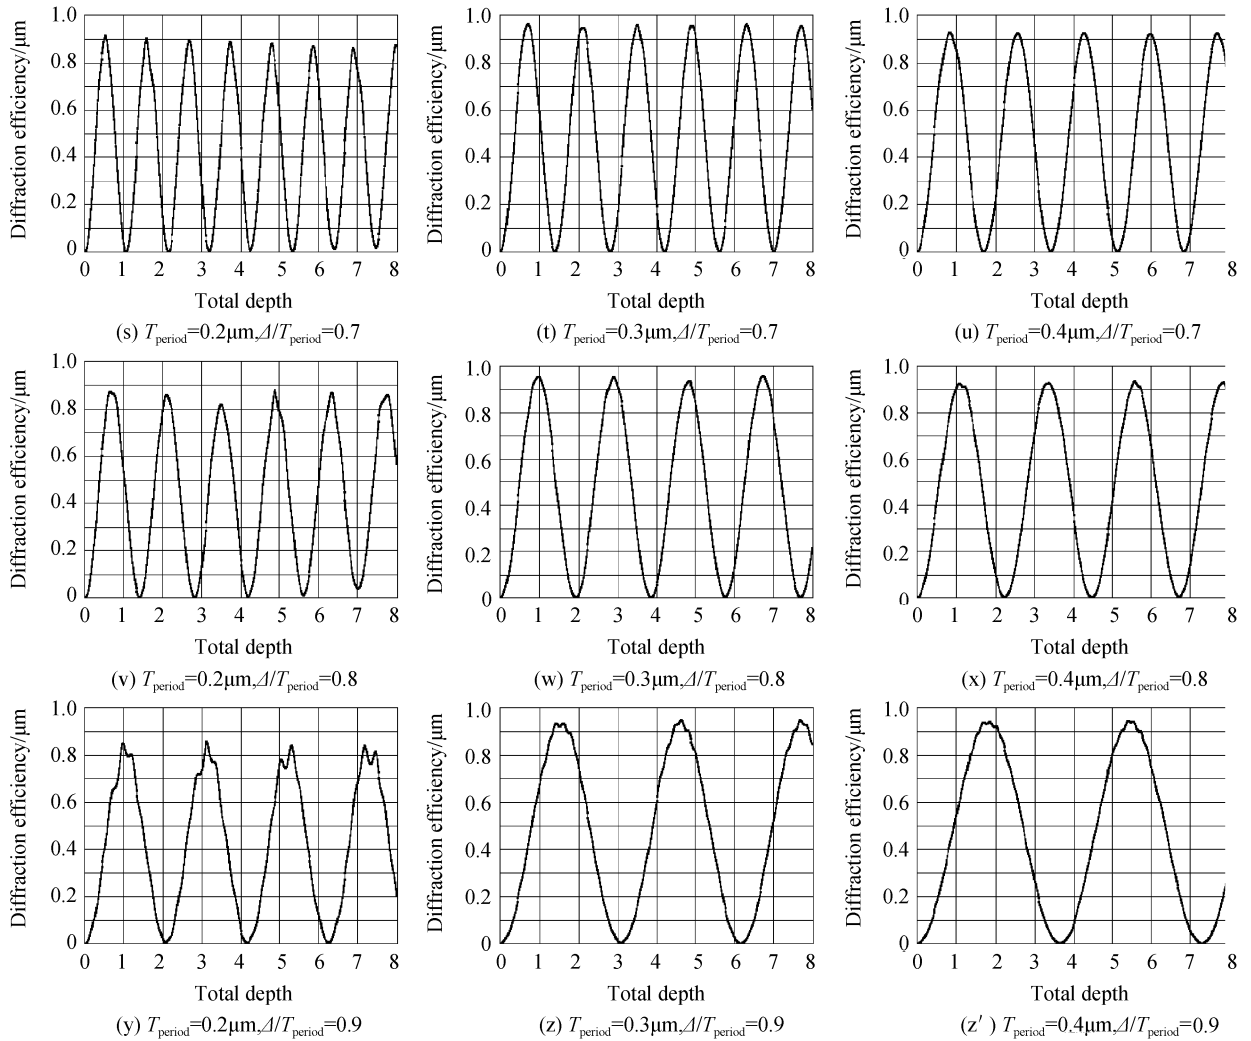 Diffraction efficiency/μm
1.0
0.8
0.6
0.4
0.2
0
0 1 2 3 4 5 6 7 8
Total depth
(s) Tperiod=0.2μm,Δ/Tperiod=0.7
Diffraction efficiency/μm
1.0
0.8
0.6
0.4
0.2
0
0 1 2 3 4 5 6 7 8
Total depth
(t) Tperiod=0.3μm,Δ/Tperiod=0.7
Diffraction efficiency/μm
1.0
0.8
0.6
0.4
0.2
0
0 1 2 3 4 5 6 7 8
Total depth
(u) Tperiod=0.4μm,Δ/Tperiod=0.7
Diffraction efficiency/μm
1.0
0.8
0.6
0.4
0.2
0
0 1 2 3 4 5 6 7 8
Total depth
(v) Tperiod=0.2μm,Δ/Tperiod=0.8
Diffraction efficiency/μm
1.0
0.8
0.6
0.4
0.2
0
0 1 2 3 4 5 6 7 8
Total depth
(w) Tperiod=0.3μm,Δ/Tperiod=0.8
Diffraction efficiency/μm
1.0
0.8
0.6
0.4
0.2
0
0 1 2 3 4 5 6 7 8
Total depth
(x) Tperiod=0.4μm,Δ/Tperiod=0.8
Diffraction efficiency/μm
1.0
0.8
0.6
0.4
0.2
0
0 1 2 3 4 5 6 7 8
Total depth
(y) Tperiod=0.2μm,Δ/Tperiod=0.9
Diffraction efficiency/μm
1.0
0.8
0.6
0.4
0.2
0
0 1 2 3 4 5 6 7 8
Total depth
(z) Tperiod=0.3μm,Δ/Tperiod=0.9
Diffraction efficiency/μm
1.0
0.8
0.6
0.4
0.2
0
0 1 2 3 4 5 6 7 8
Total depth
(z′ ) Tperiod=0.4μm,Δ/Tperiod=0.9